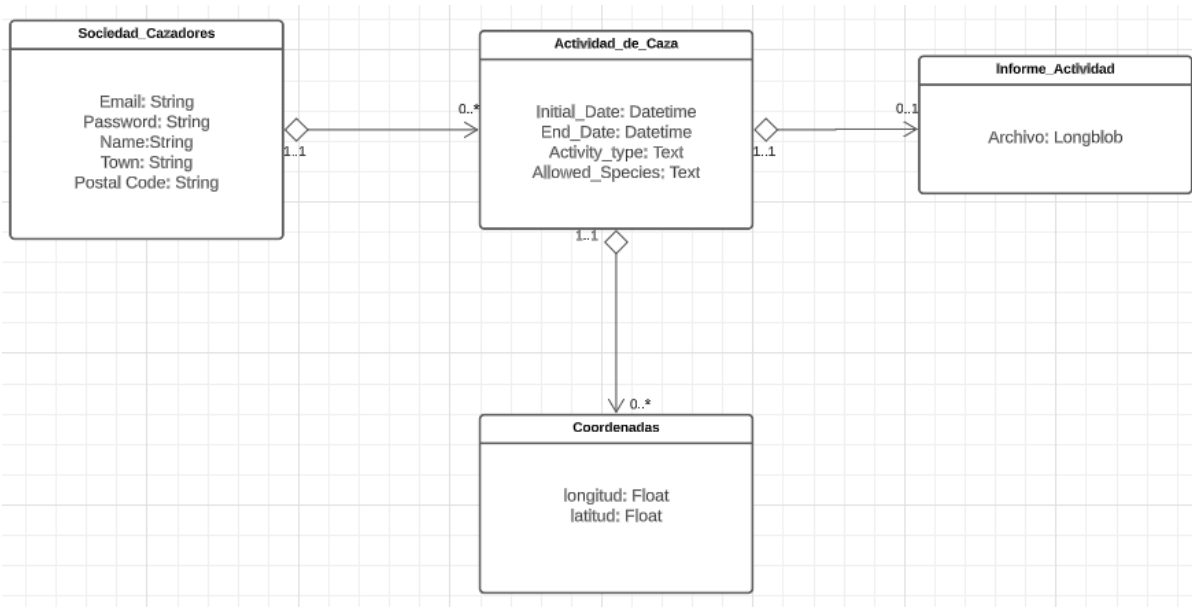 Sociedad_Cazadores
Email: String
Password: String
Name:String
Town: String
Postal Code: String
1..1
0..*
Actividad_de_Caza
Initial_Date: Datetime
End_Date: Datetime
Activity_type: Text
Allowed_Species: Text
1..1
0..1
Informe_Actividad
Archivo: Longblob
1..1
0..*
Coordenadas
longitud: Float
latitud: Float